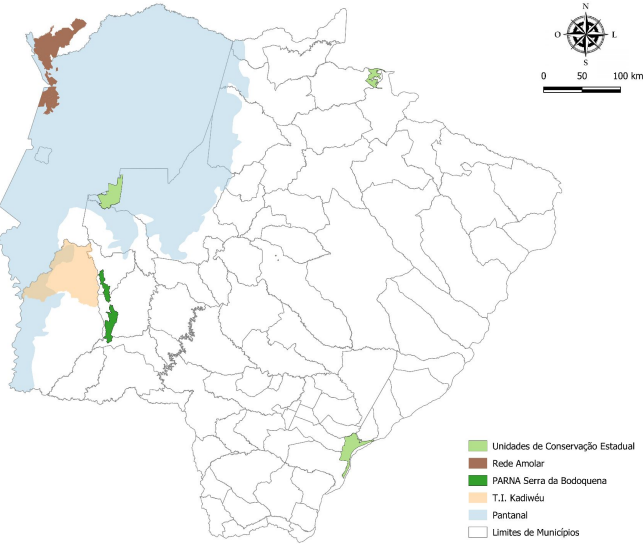 N
O
L
S
0 50 100 km
Unidades de Conservação Estadual
Rede Amolar
PARNA Serra da Bodoquena
T.I. Kadiwéu
Pantanal
Limites de Municípios